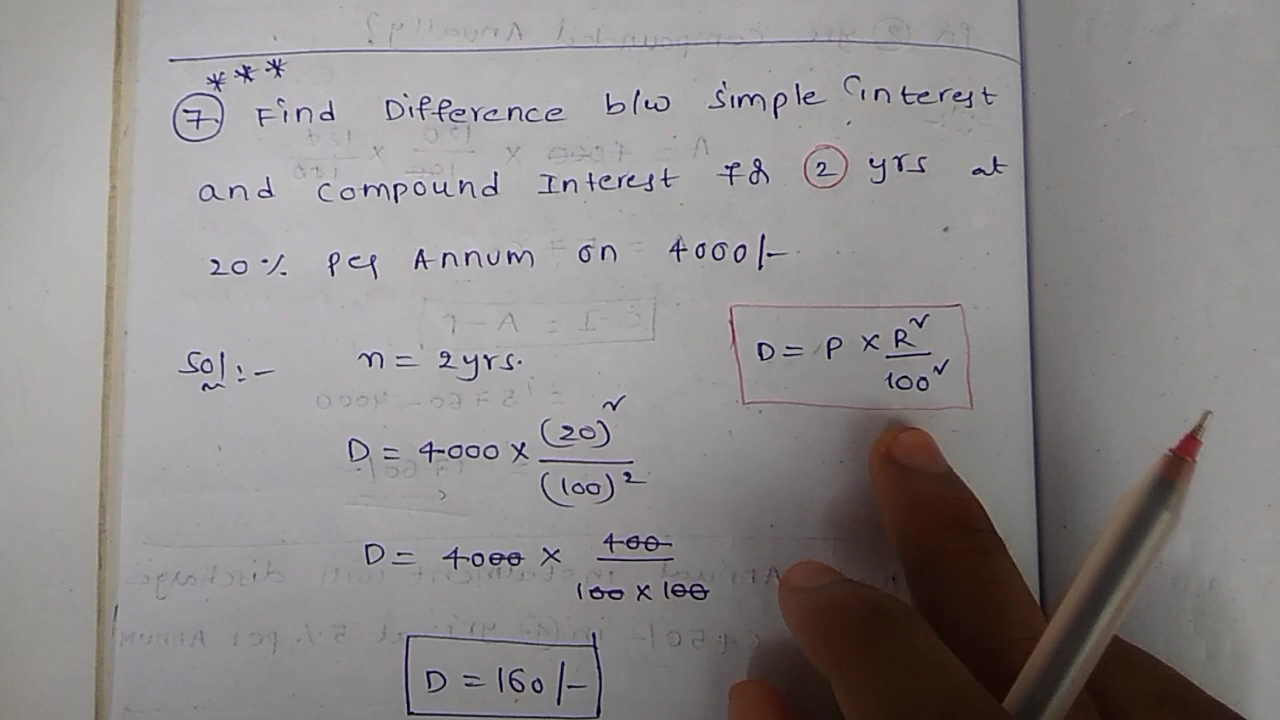 ***
7 Find Difference b/w simple interest
and compound Interest for 2 yrs at
20% per Annum on 4000/-
Sol:- n = 2yrs.
D = P × R²/100²
D = 4000 × (20)²/(100)²
D = 4000 × 400/100 × 100
D = 160/-